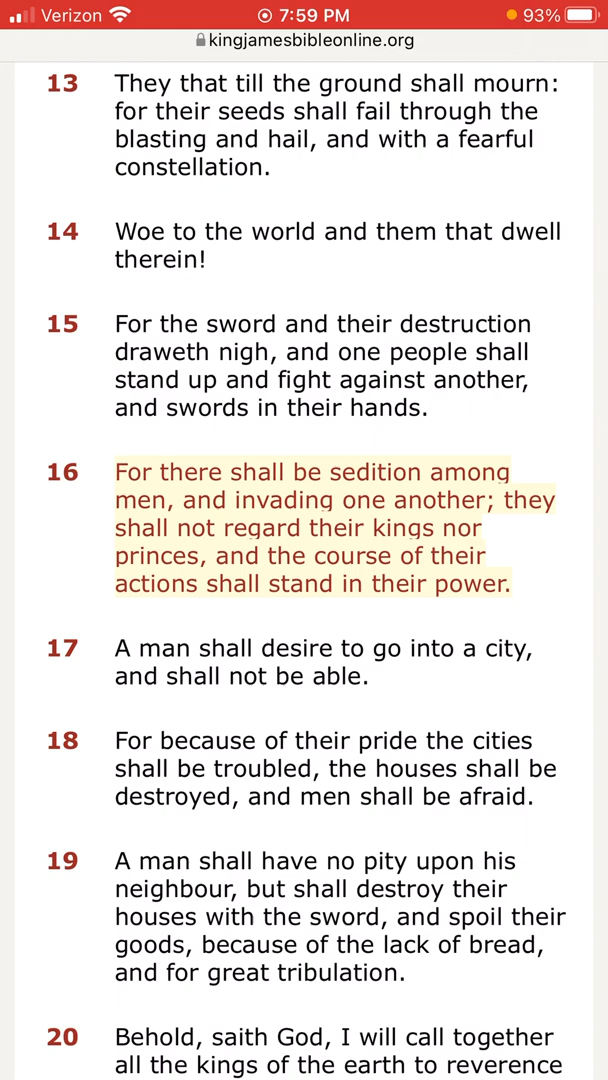 Verizon 7:59 PM 93%
kingjamesbibleonline.org
13 They that till the ground shall mourn:
for their seeds shall fail through the
blasting and hail, and with a fearful
constellation.
14 Woe to the world and them that dwell
therein!
15 For the sword and their destruction
draweth nigh, and one people shall
stand up and fight against another,
and swords in their hands.
16 For there shall be sedition among
men, and invading one another; they
shall not regard their kings nor
princes, and the course of their
actions shall stand in their power.
17 A man shall desire to go into a city,
and shall not be able.
18 For because of their pride the cities
shall be troubled, the houses shall be
destroyed, and men shall be afraid.
19 A man shall have no pity upon his
neighbour, but shall destroy their
houses with the sword, and spoil their
goods, because of the lack of bread,
and for great tribulation.
20 Behold, saith God, I will call together
all the kings of the earth to reverence